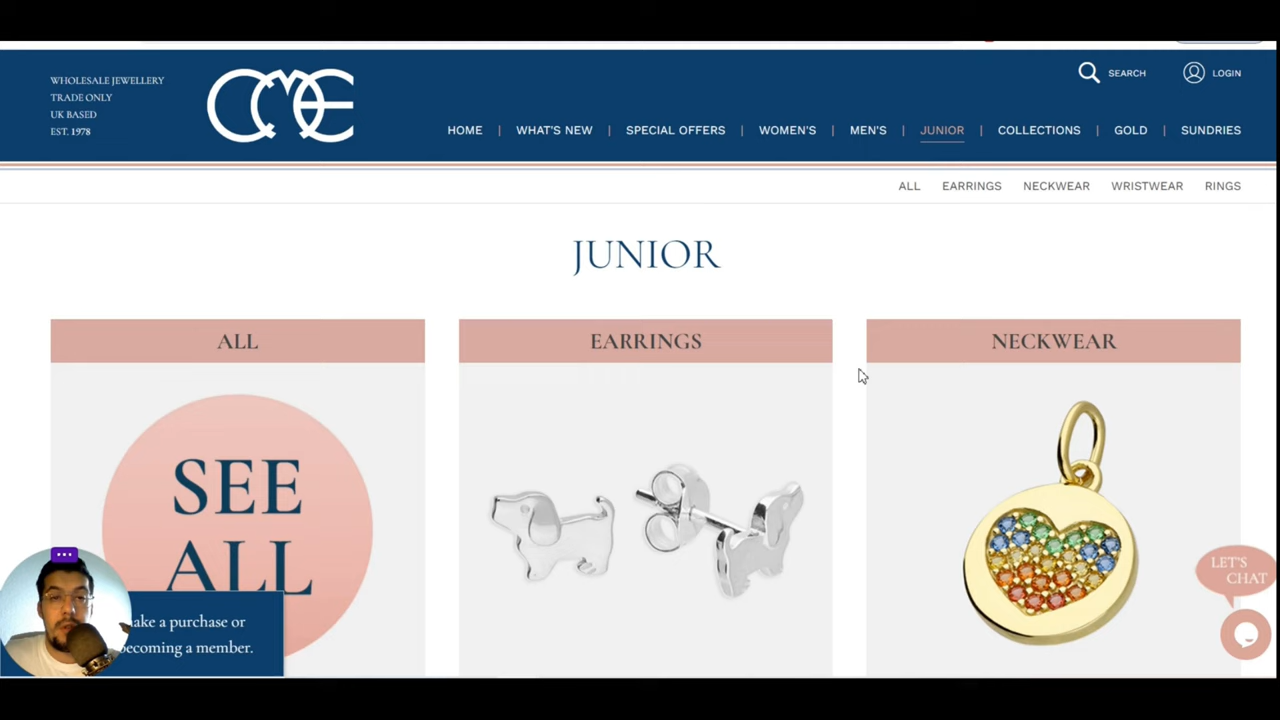 WHOLESALE JEWELLERY
TRADE ONLY
UK BASED
EST. 1978
CME
SEARCH
LOGIN
HOME | WHAT'S NEW | SPECIAL OFFERS | WOMEN'S | MEN'S | JUNIOR | COLLECTIONS | GOLD | SUNDRIES
ALL EARRINGS NECKWEAR WRISTWEAR RINGS
JUNIOR
ALL
EARRINGS
NECKWEAR
SEE
ALL
LET'S
CHAT
a purchase or
becoming a member.